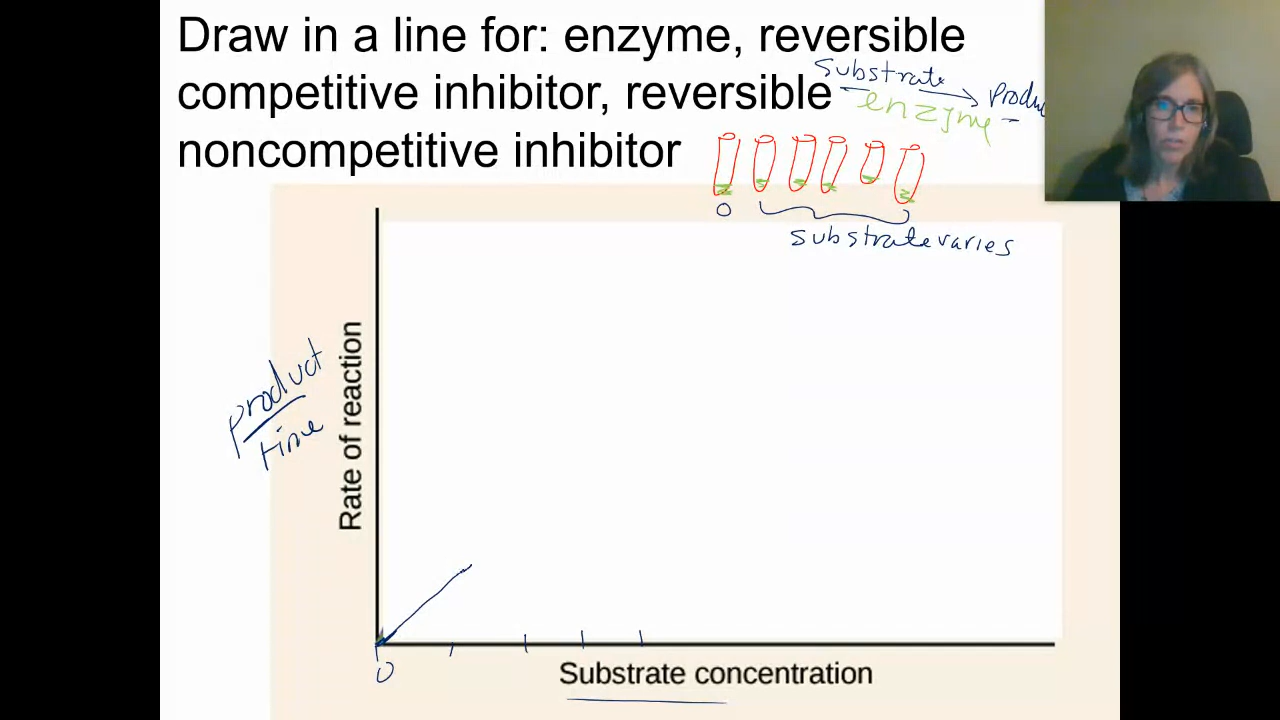 Draw in a line for: enzyme, reversible
competitive inhibitor, reversible
noncompetitive inhibitor
Substrate
enzyme
0
substrate varies
product
time
Rate of reaction
0
Substrate concentration